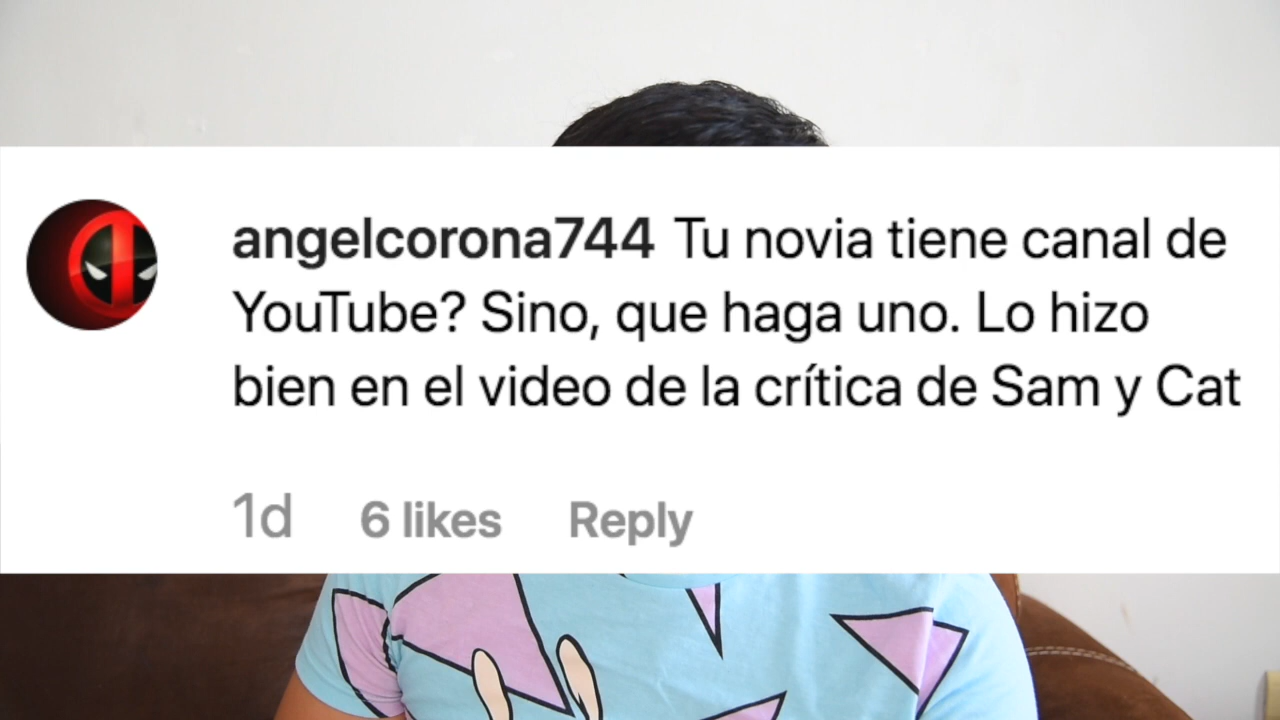 angelcorona744 Tu novia tiene canal de
YouTube? Sino, que haga uno. Lo hizo
bien en el video de la crítica de Sam y Cat
1d 6 likes Reply